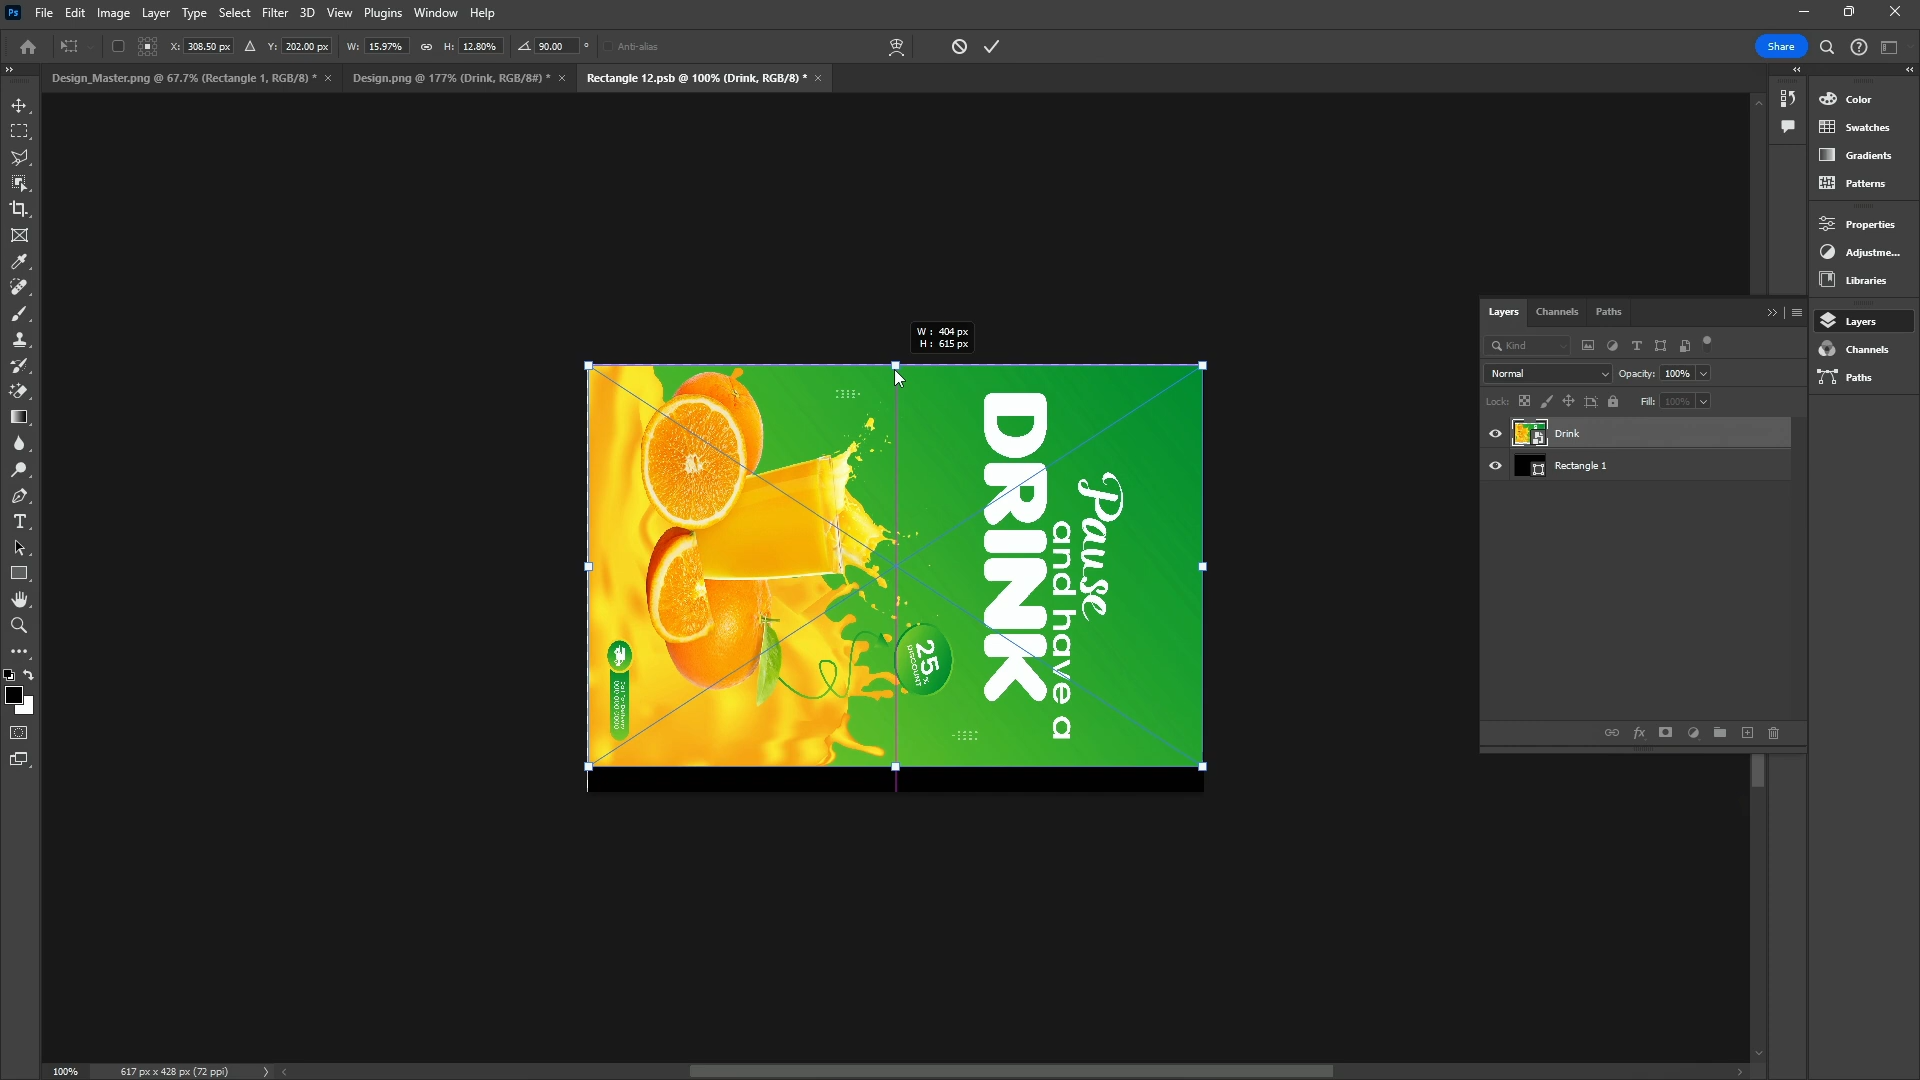 Ps File Edit Image Layer Type Select Filter 3D View Plugins Window Help
X: 308.50 px Y: 202.00 px W: 15.97% H: 12.80% 90.00 ° Anti-alias Share
Design_Master.png @ 67.7% (Rectangle 1, RGB/8) * × Design.png @ 177% (Drink, RGB/8#) * × Rectangle 12.psb @ 100% (Drink, RGB/8) * ×
Color
Swatches
Gradients
Patterns
Properties
Adjustme...
Libraries
Layers
Channels
Paths
Layers Channels Paths
Kind
Normal Opacity: 100%
Lock: Fill: 100%
Drink
Rectangle 1
W : 404 px
H : 615 px
Pause
and have a
DRINK
25%
DISCOUNT
100% 617 px x 428 px (72 ppi)